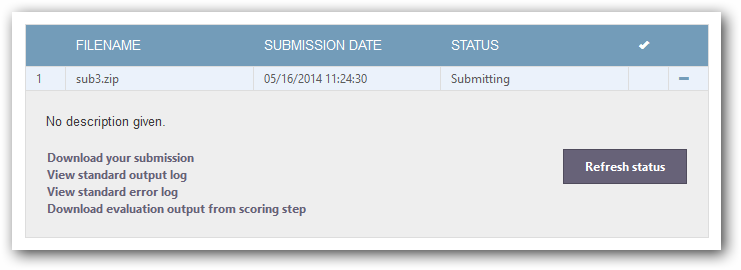 FILENAME SUBMISSION DATE STATUS ✔
1 sub3.zip 05/16/2014 11:24:30 Submitting
No description given.
Download your submission
View standard output log
Refresh status
View standard error log
Download evaluation output from scoring step